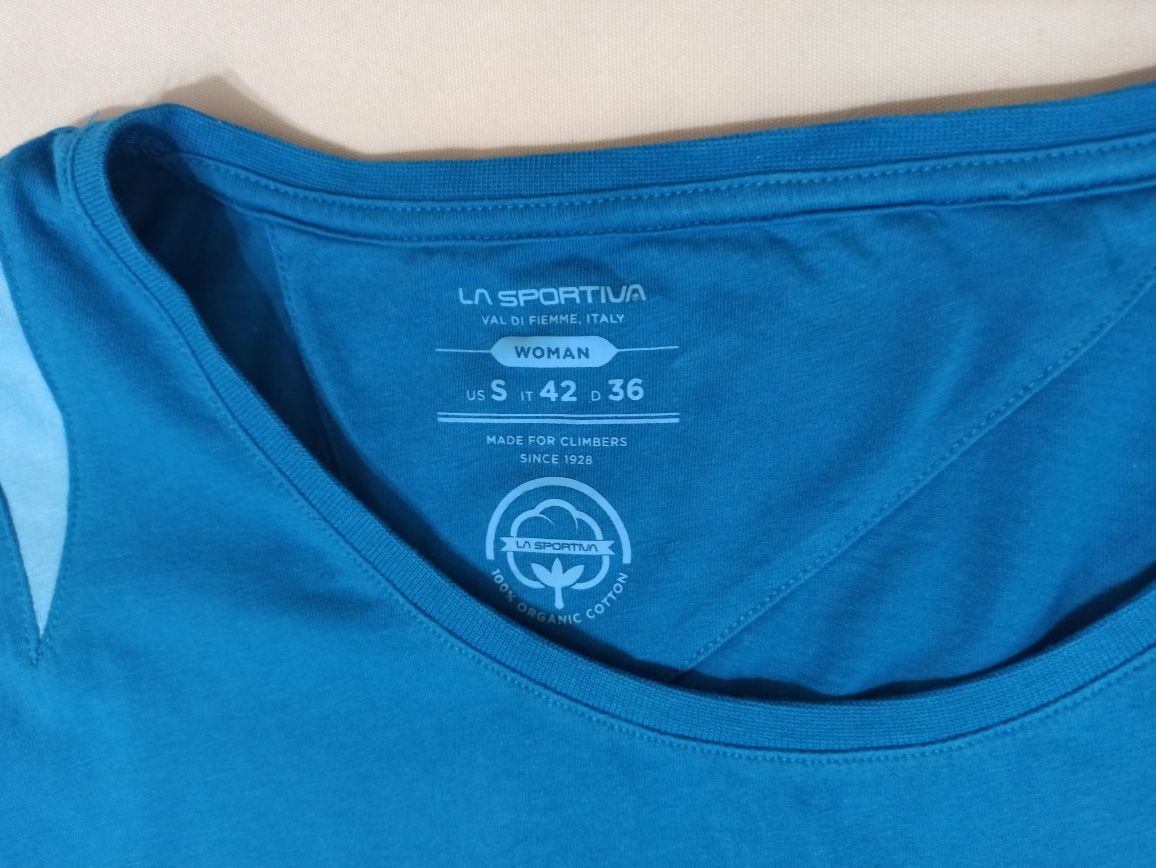 LA SPORTIVA
VAL DI FIEMME, ITALY
WOMAN
US S IT 42 D 36
MADE FOR CLIMBERS
SINCE 1928
LA SPORTIVA
100% ORGANIC COTTON